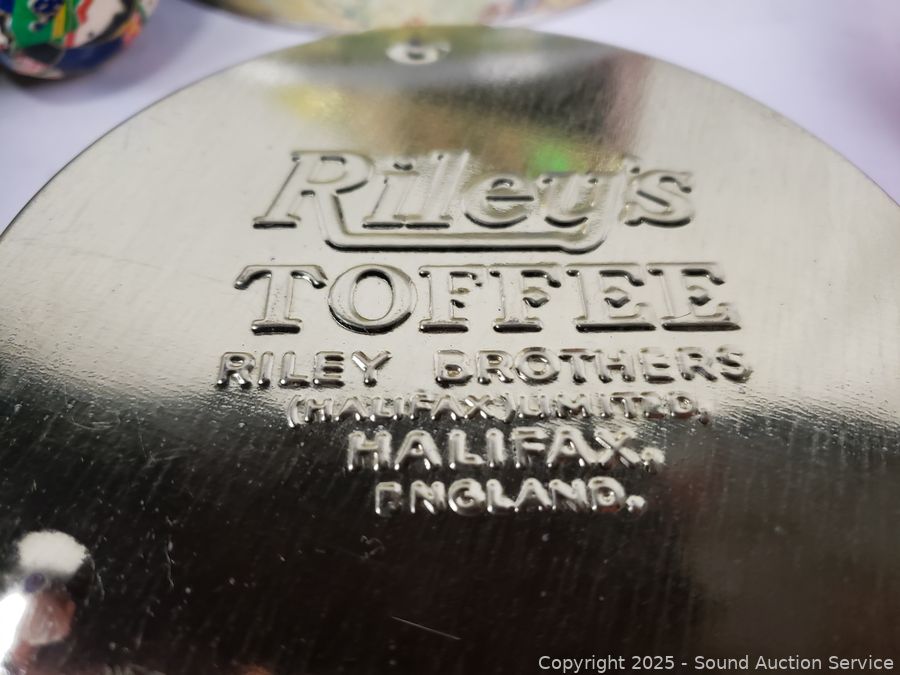 Riley's
TOFFEE
RILEY BROTHERS
(HALIFAX) LIMITED,
HALIFAX,
ENGLAND.
Copyright 2025 - Sound Auction Service